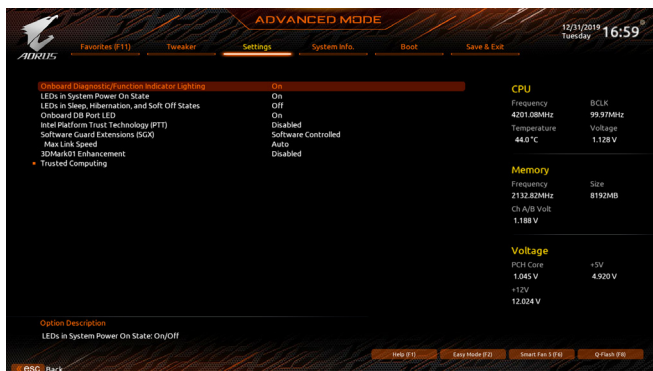 ADVANCED MODE
12/31/2019 Tuesday 16:59
AORUS
Favorites (F11) Tweaker Settings System Info. Boot Save & Exit
Onboard Diagnostic/Function Indicator Lighting On
LEDs in System Power On State On
LEDs in Sleep, Hibernation, and Soft Off States Off
Onboard DB Port LED On
Intel Platform Trust Technology (PTT) Disabled
Software Guard Extensions (SGX) Software Controlled
Max Link Speed Auto
3DMark01 Enhancement Disabled
Trusted Computing
CPU
Frequency BCLK
4201.08MHz 99.97MHz
Temperature Voltage
44.0 °C 1.128 V
Memory
Frequency Size
2132.82MHz 8192MB
Ch A/B Volt
1.188 V
Voltage
PCH Core +5V
1.045 V 4.920 V
+12V
12.024 V
Option Description
LEDs in System Power On State: On/Off
Help (F1) Easy Mode (F2) Smart Fan 5 (F6) Q-Flash (F8)
esc Back